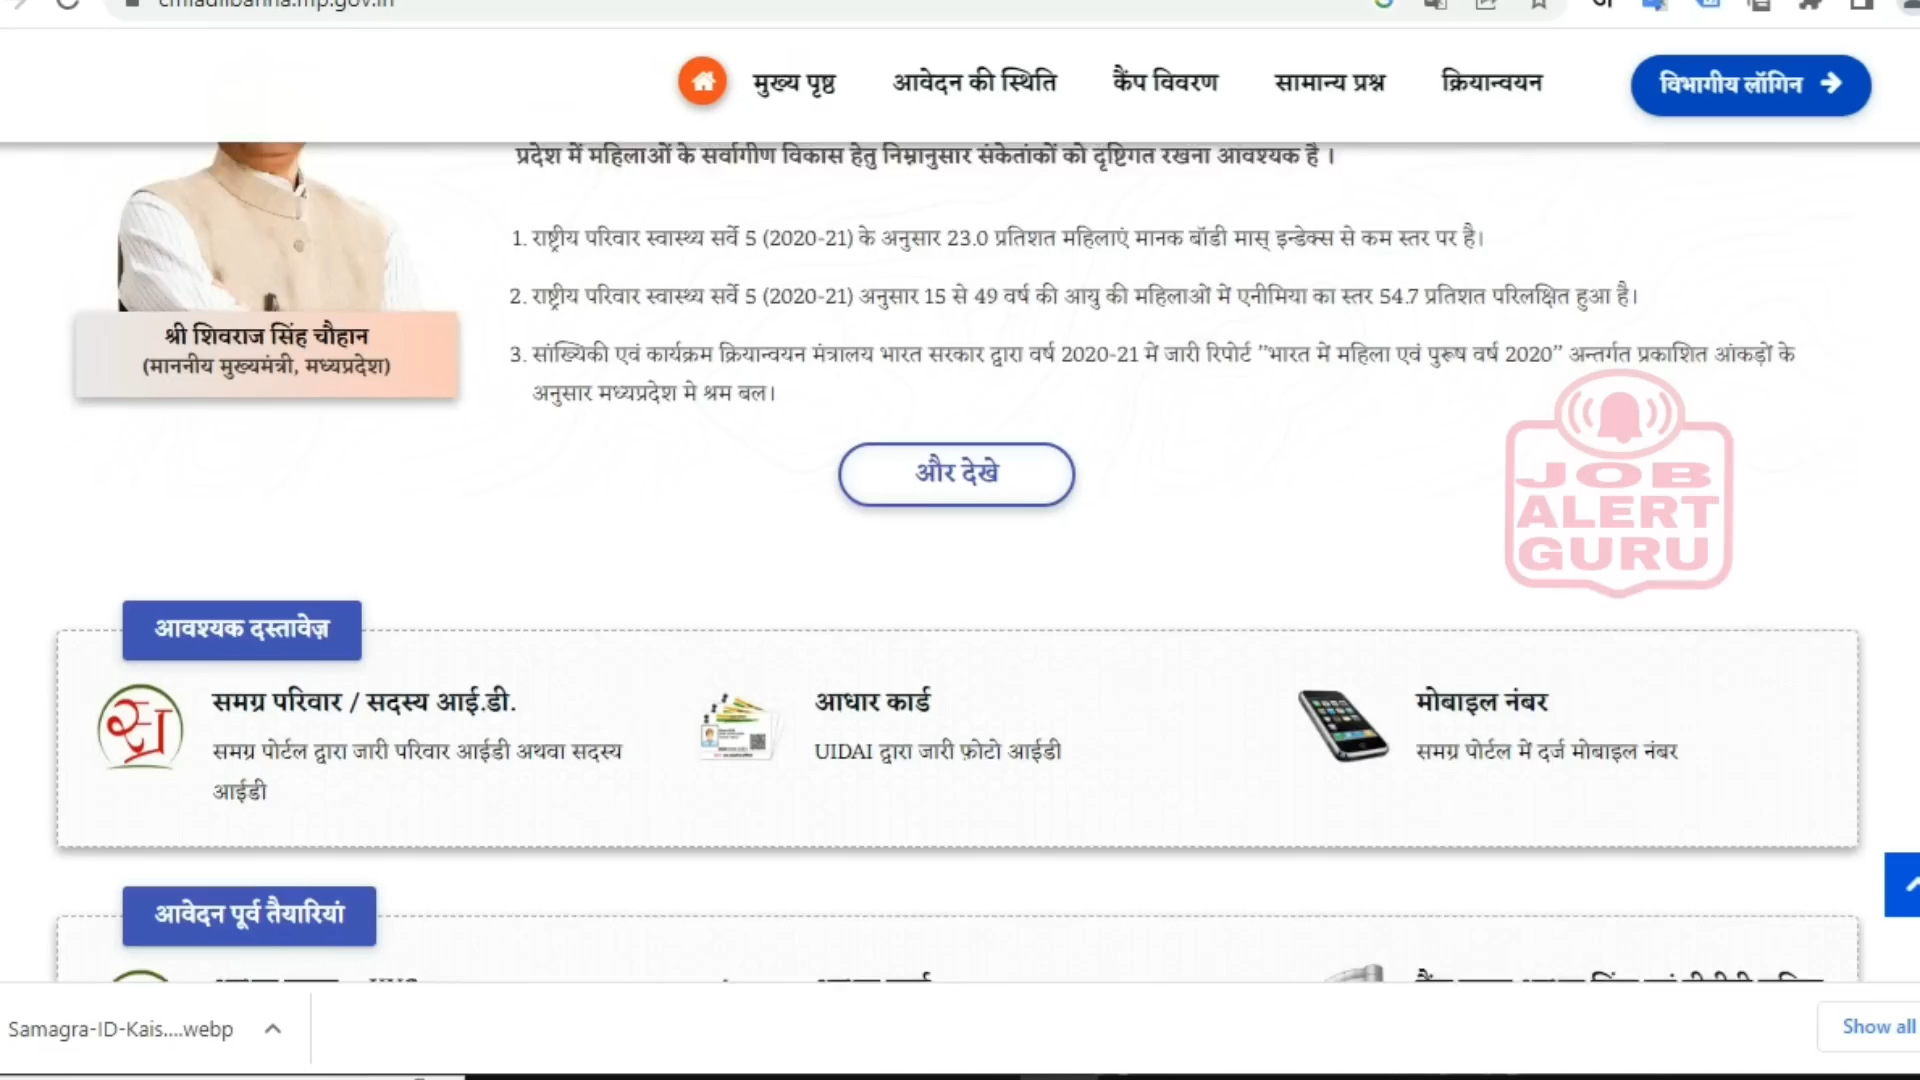 cmladlibahna.mp.gov.in
मुख्य पृष्ठ आवेदन की स्थिति कैंप विवरण सामान्य प्रश्न क्रियान्वयन विभागीय लॉगिन
प्रदेश में महिलाओं के सर्वागीण विकास हेतु निम्नानुसार संकेतांकों को दृष्टिगत रखना आवश्यक है ।
1. राष्ट्रीय परिवार स्वास्थ्य सर्वे 5 (2020-21) के अनुसार 23.0 प्रतिशत महिलाएं मानक बॉडी मास् इन्डेक्स से कम स्तर पर है।
2. राष्ट्रीय परिवार स्वास्थ्य सर्वे 5 (2020-21) अनुसार 15 से 49 वर्ष की आयु की महिलाओं में एनीमिया का स्तर 54.7 प्रतिशत परिलक्षित हुआ है।
श्री शिवराज सिंह चौहान
(माननीय मुख्यमंत्री, मध्यप्रदेश)
3. सांख्यिकी एवं कार्यक्रम क्रियान्वयन मंत्रालय भारत सरकार द्वारा वर्ष 2020-21 में जारी रिपोर्ट ”भारत में महिला एवं पुरूष वर्ष 2020” अन्तर्गत प्रकाशित आंकड़ों के
अनुसार मध्यप्रदेश मे श्रम बल।
और देखे
JOB
ALERT
GURU
आवश्यक दस्तावेज़
समग्र परिवार / सदस्य आई.डी.
समग्र पोर्टल द्वारा जारी परिवार आईडी अथवा सदस्य
आईडी
आधार कार्ड
UIDAI द्वारा जारी फ़ोटो आईडी
मोबाइल नंबर
समग्र पोर्टल में दर्ज मोबाइल नंबर
आवेदन पूर्व तैयारियां
Samagra-ID-Kais....webp
Show all